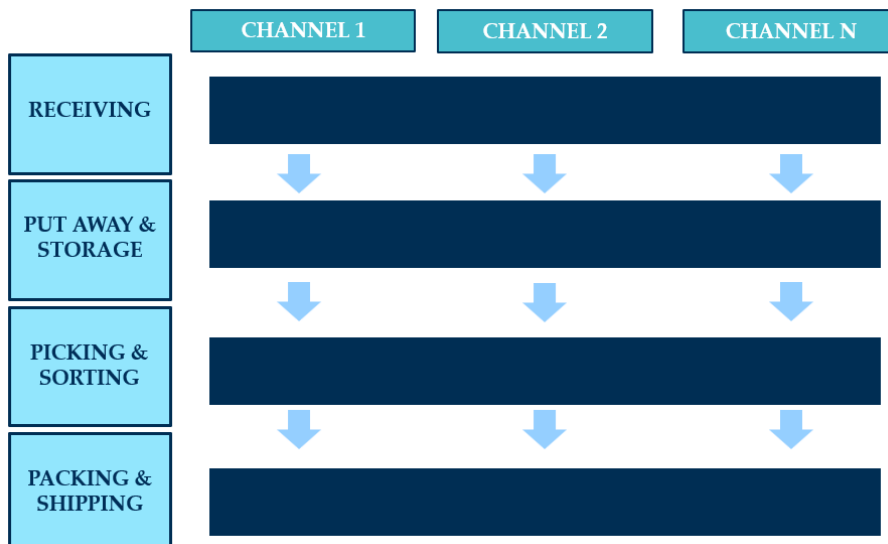 CHANNEL 1
CHANNEL 2
CHANNEL N
RECEIVING
PUT AWAY &
STORAGE
PICKING &
SORTING
PACKING &
SHIPPING